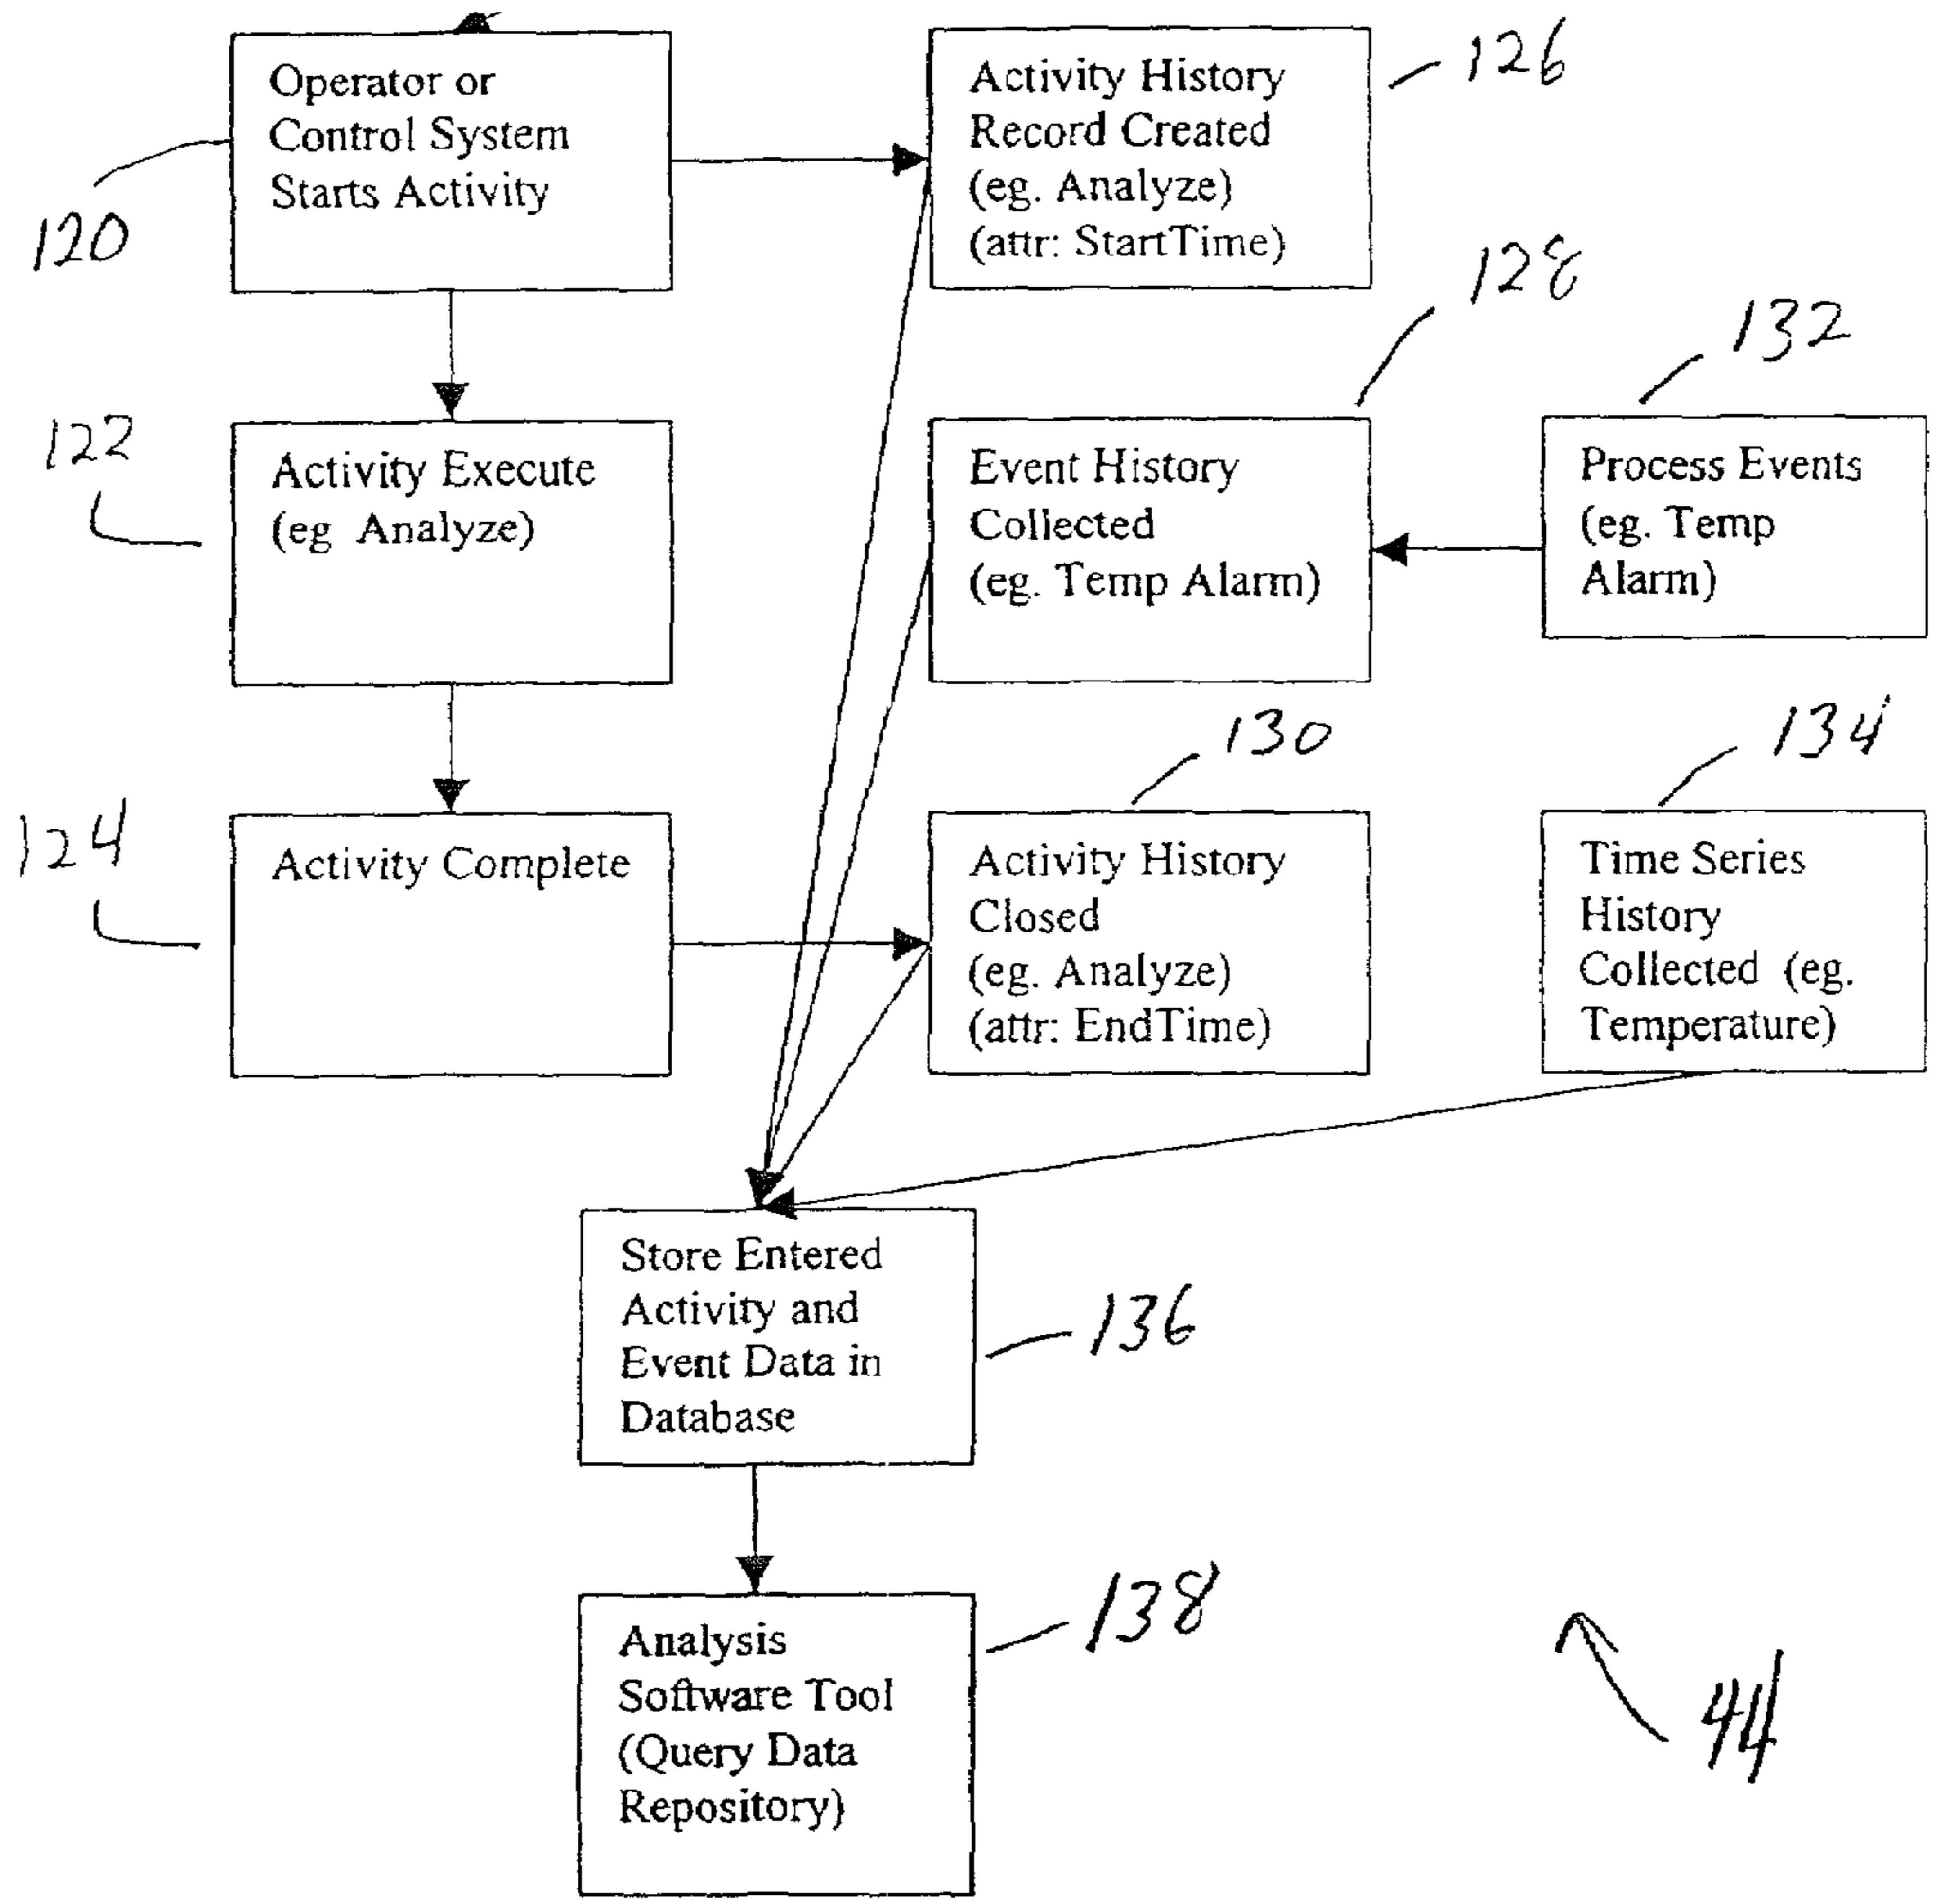 Operator or
Control System
Starts Activity
120
Activity History
Record Created
(eg. Analyze)
(attr: StartTime)
126
Activity Execute
(eg Analyze)
122
Event History
Collected
(eg. Temp Alarm)
128
Process Events
(eg. Temp
Alarm)
132
Activity Complete
124
Activity History
Closed
(eg. Analyze)
(attr: EndTime)
130
Time Series
History
Collected (eg.
Temperature)
134
Store Entered
Activity and
Event Data in
Database
136
Analysis
Software Tool
(Query Data
Repository)
138
44